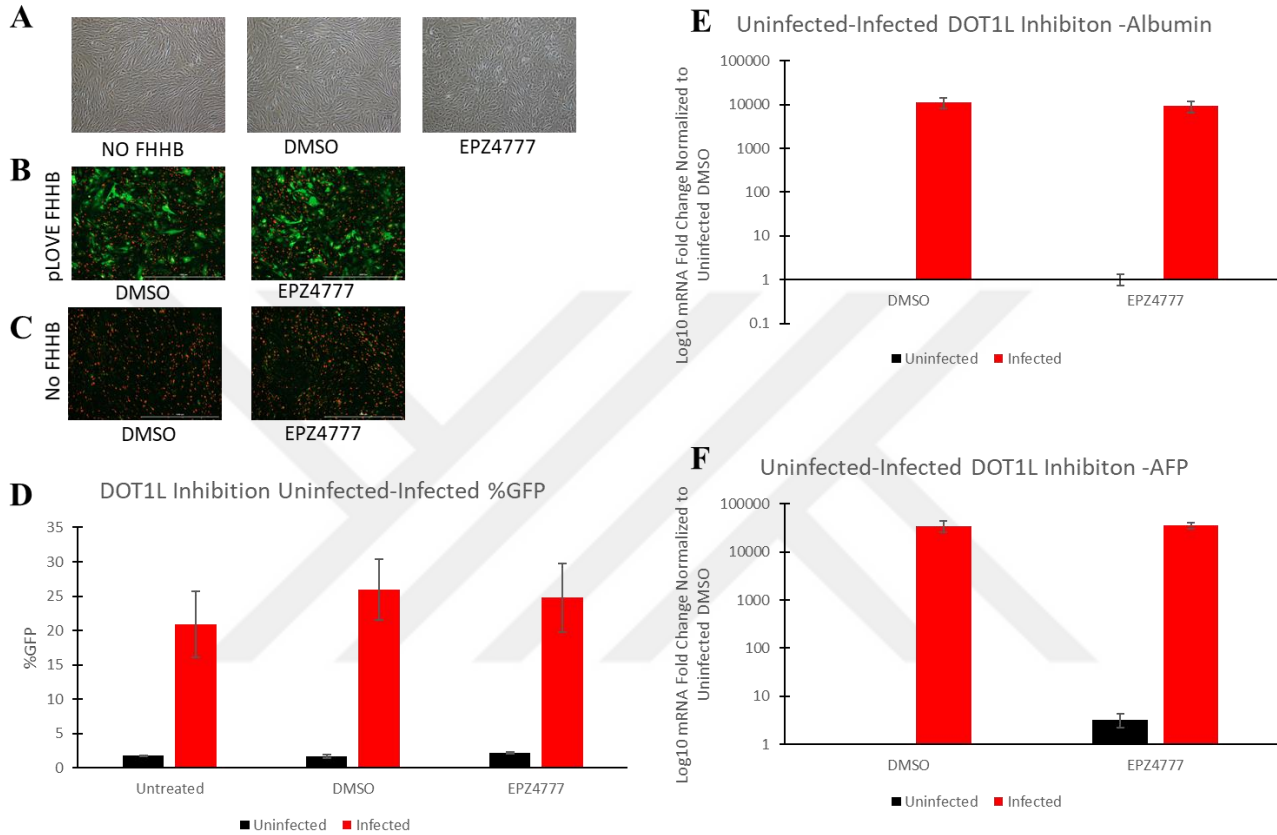 A
NO FHHB
DMSO
EPZ4777
B
pLOVE FHHB
DMSO
EPZ4777
C
No FHHB
DMSO
EPZ4777
D
DOT1L Inhibition Uninfected-Infected %GFP
%GFP
35
30
25
20
15
10
5
0
Untreated
DMSO
EPZ4777
Uninfected
Infected
E
Uninfected-Infected DOT1L Inhibiton -Albumin
Log10 mRNA Fold Change Normalized to
Uninfected DMSO
100000
10000
1000
100
10
1
0.1
DMSO
EPZ4777
Uninfected
Infected
F
Uninfected-Infected DOT1L Inhibiton -AFP
Log10 mRNA Fold Change Normalized to
Uninfected DMSO
100000
10000
1000
100
10
1
DMSO
EPZ4777
Uninfected
Infected